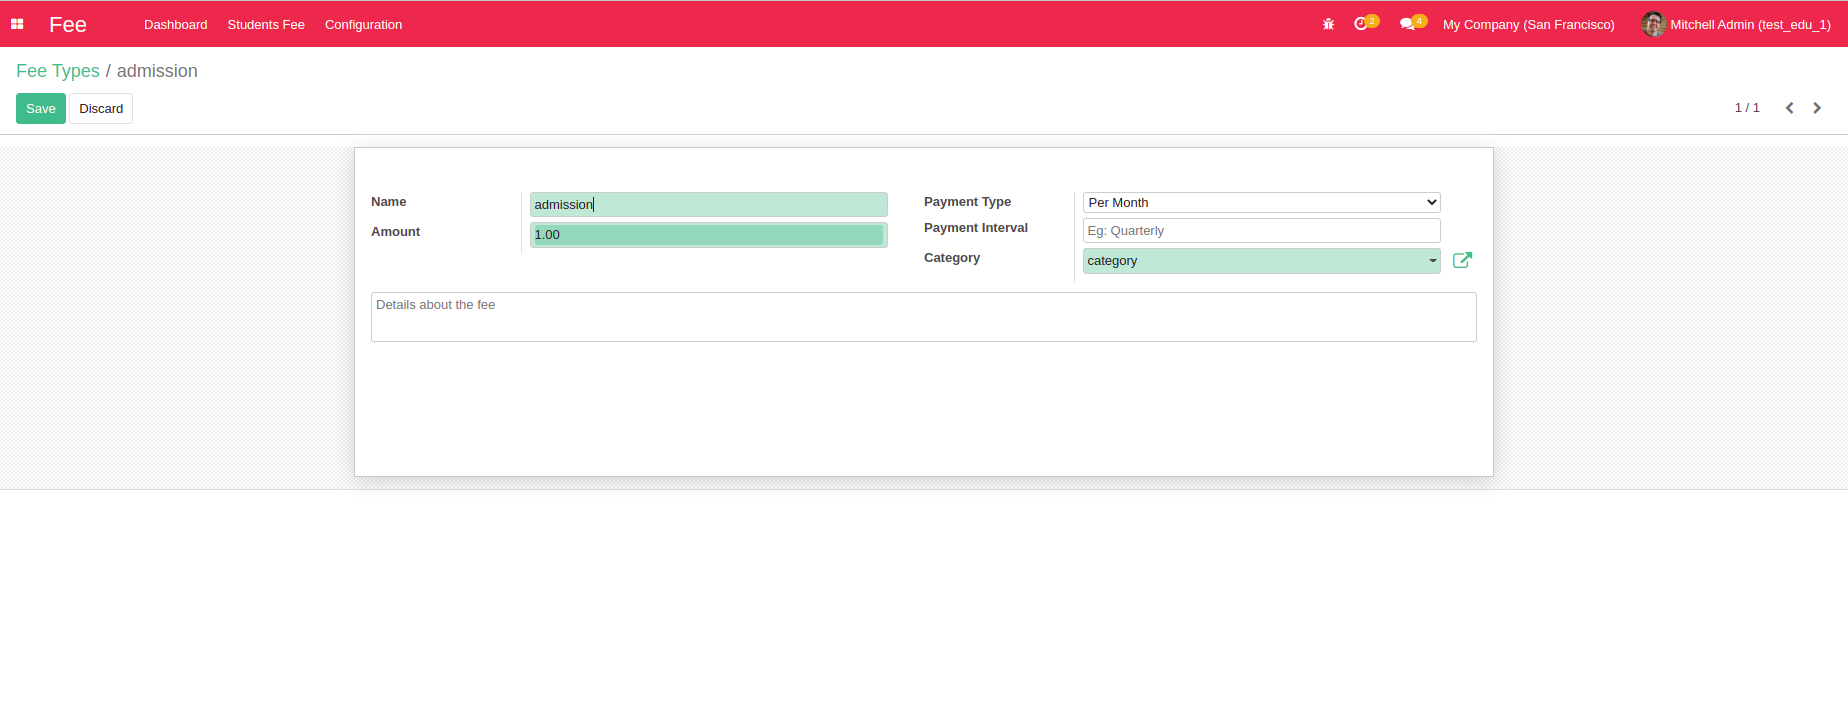 Fee Dashboard Students Fee Configuration 2 4 My Company (San Francisco) Mitchell Admin (test_edu_1)
Fee Types / admission
Save Discard 1 / 1
Name admission
Amount 1.00
Payment Type Per Month
Payment Interval Eg: Quarterly
Category category
Details about the fee